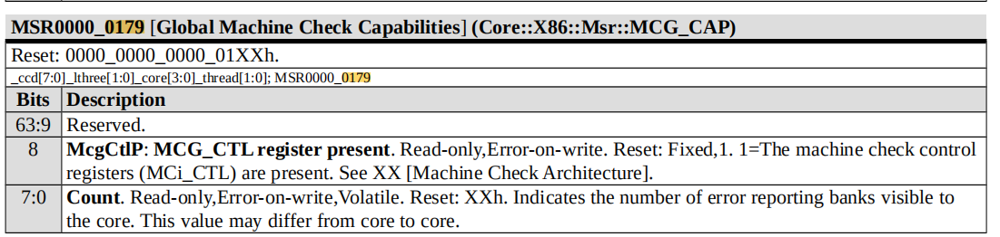 MSR0000_0179 [Global Machine Check Capabilities] (Core::X86::Msr::MCG_CAP)
Reset: 0000_0000_0000_01XXh.
_ccd[7:0]_lthree[1:0]_core[3:0]_thread[1:0]; MSR0000_0179
Bits Description
63:9 Reserved.
8 McgCtlP: MCG_CTL register present. Read-only,Error-on-write. Reset: Fixed,1. 1=The machine check control
registers (MCi_CTL) are present. See XX [Machine Check Architecture].
7:0 Count. Read-only,Error-on-write,Volatile. Reset: XXh. Indicates the number of error reporting banks visible to
the core. This value may differ from core to core.